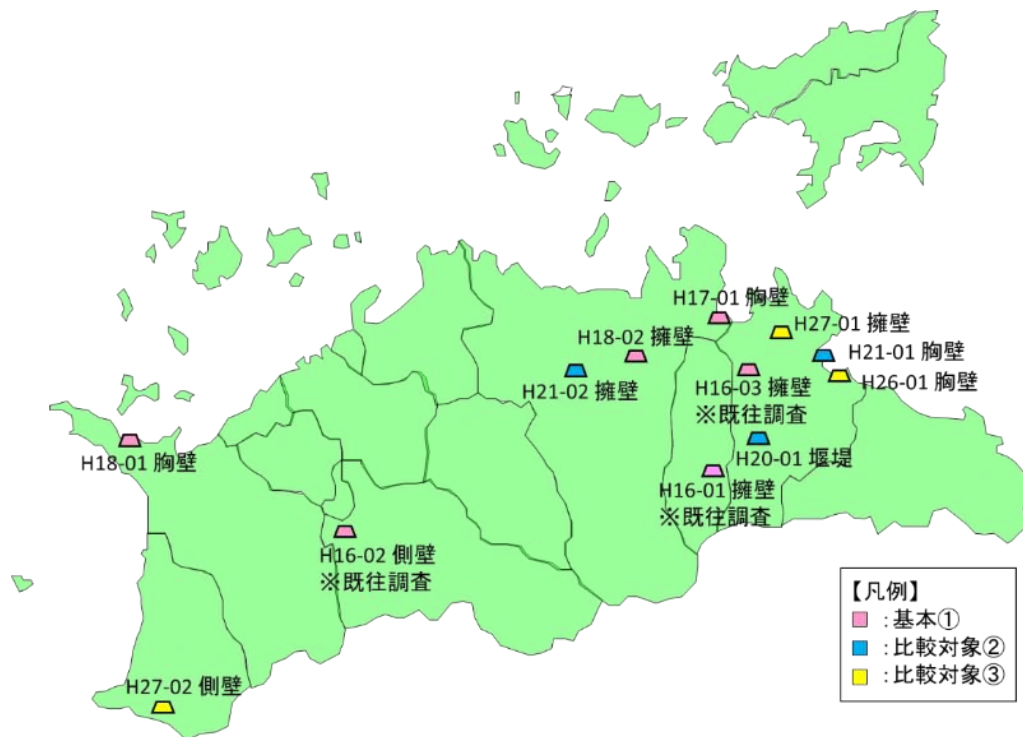 H17-01 胸壁
H27-01 擁壁
H18-02 擁壁
H21-01 胸壁
H21-02 擁壁
H16-03 擁壁
※既往調査
H26-01 胸壁
H18-01 胸壁
H20-01 堰堤
H16-01 擁壁
※既往調査
H16-02 側壁
※既往調査
H27-02 側壁
【凡例】
:基本①
:比較対象②
:比較対象③